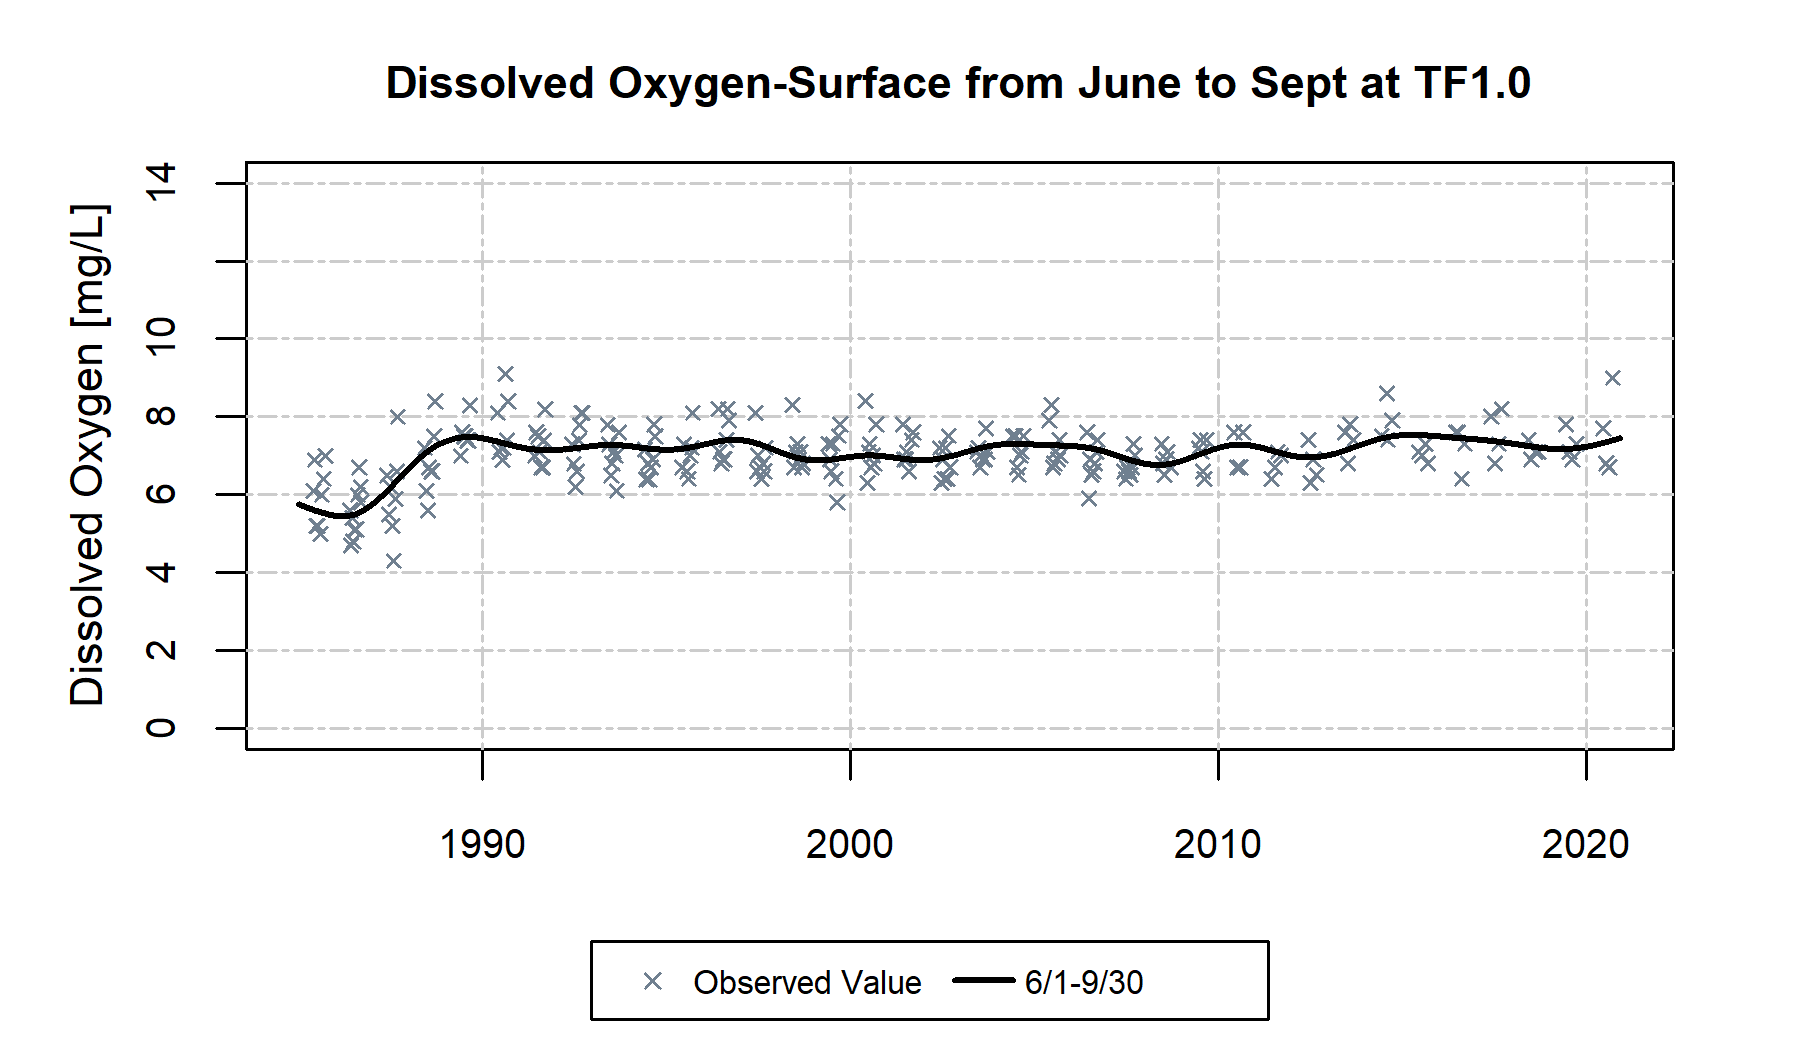 Dissolved Oxygen-Surface from June to Sept at TF1.0
Dissolved Oxygen [mg/L]
14
10
8
6
4
2
0
1990 2000 2010 2020
Observed Value 6/1-9/30